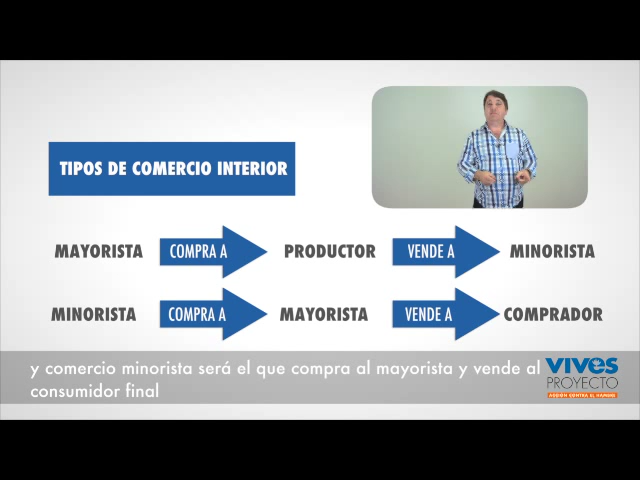 TIPOS DE COMERCIO INTERIOR
MAYORISTA COMPRA A PRODUCTOR VENDE A MINORISTA
MINORISTA COMPRA A MAYORISTA VENDE A COMPRADOR
y comercio minorista será el que compra al mayorista y vende al
consumidor final
VIVES
PROYECTO
ACCIÓN CONTRA EL HAMBRE